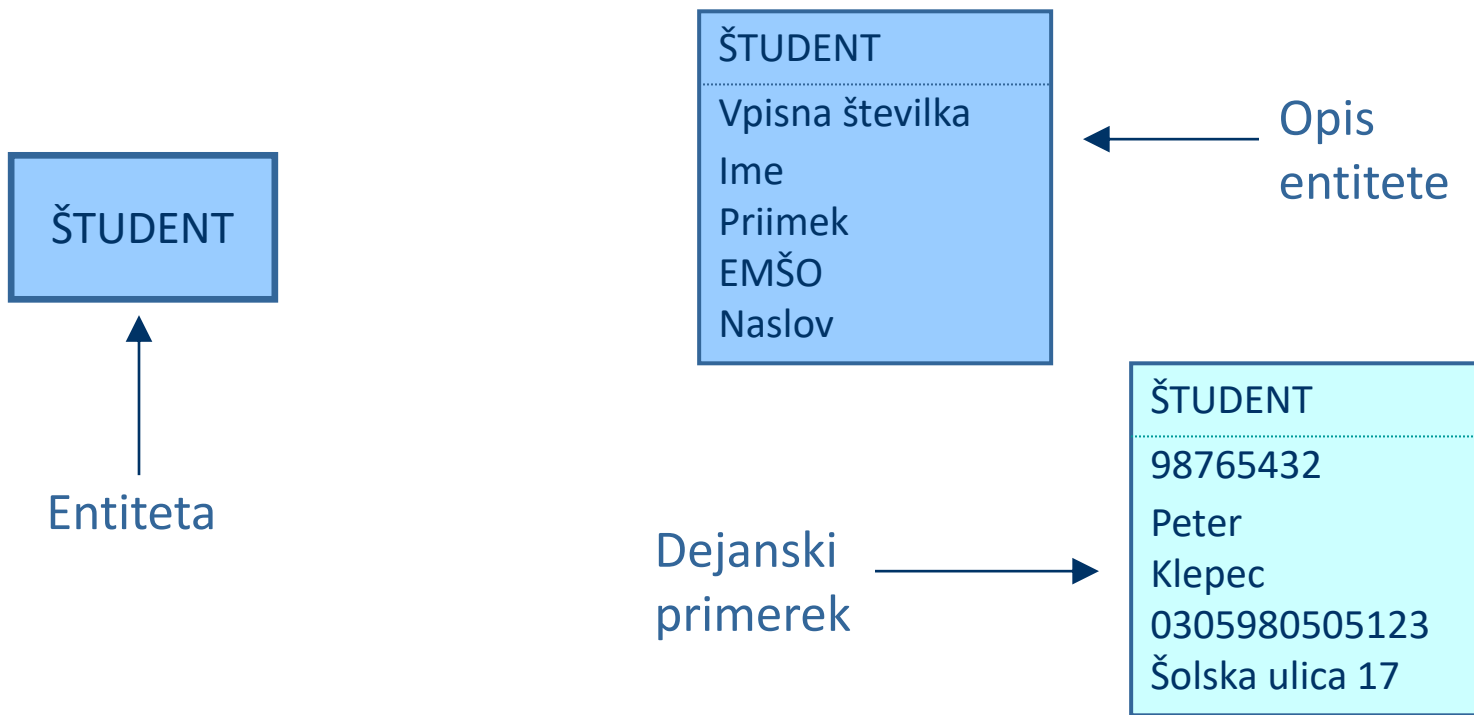 ŠTUDENT
Entiteta
ŠTUDENT
Vpisna številka
Ime
Priimek
EMŠO
Naslov
Opis
entitete
Dejanski
primerek
ŠTUDENT
98765432
Peter
Klepec
0305980505123
Šolska ulica 17